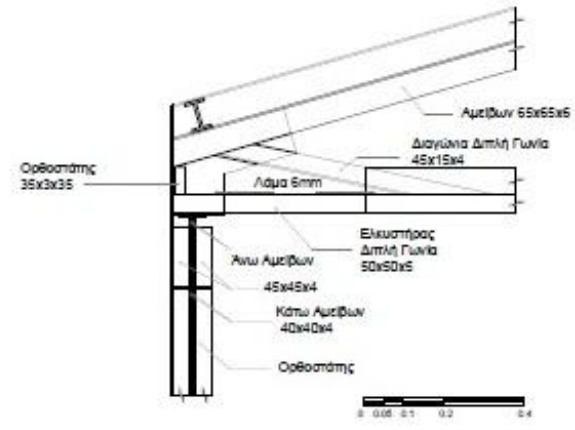 Αμείβων 65x65x6
Διαγώνια Διπλή Γωνία
45x15x4
Ορθοστάτης
35x3x35
Λάμα 6mm
Ελκυστήρας
Διπλή Γωνία
50x50x5
Άνω Αμείβων
45x45x4
Κάτω Αμείβων
40x40x4
Ορθοστάτης
0 0.05 0.1 0.2 0.4